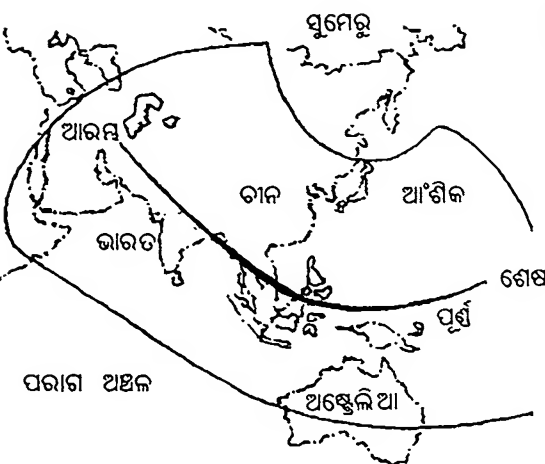 ସୁମେରୁ
ଆରମ୍ଭ
ଚୀନ
ଆଂଶିକ
ଭାରତ
ଶେଷ
ପୂର୍ଣ୍ଣ
ପରାଗ ଅଞ୍ଚଳ
ଅଷ୍ଟ୍ରେଲିଆ